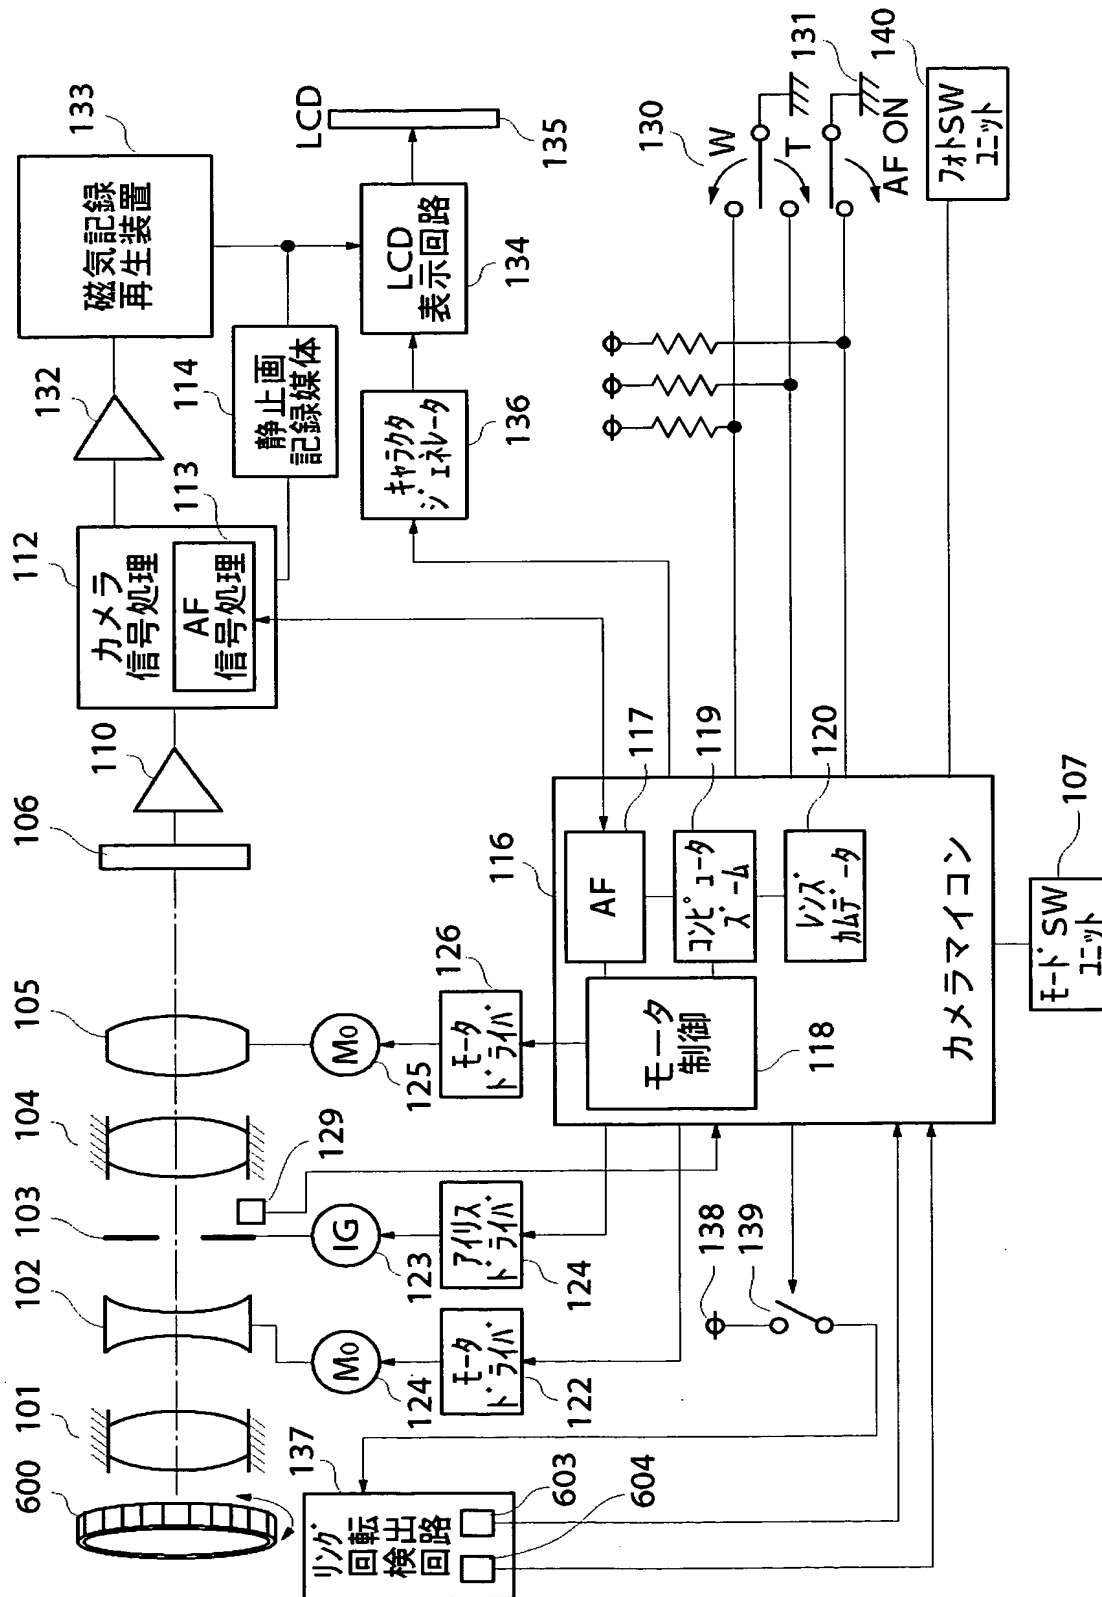 600
101
102
103
104
105
106
110
112
カメラ
信号処理
113
AF
信号処理
132
133
磁気記録
再生装置
114
静止画
記録媒体
LCD
135
LCD
表示回路
134
キャラクタ
ジェネレータ
136
129
Mo
124
IG
123
Mo
125
モータ
ドライバ
122
アイリス
ドライバ
124
モータ
ドライバ
126
137
リング
回転
検出
回路
603
604
138
139
116
AF
117
モータ
制御
118
コンピュータ
ズーム
119
レンズ
カムデータ
120
カメラマイコン
モードSW
ユニット
107
130
W
T
131
AF ON
140
フォトSW
ユニット